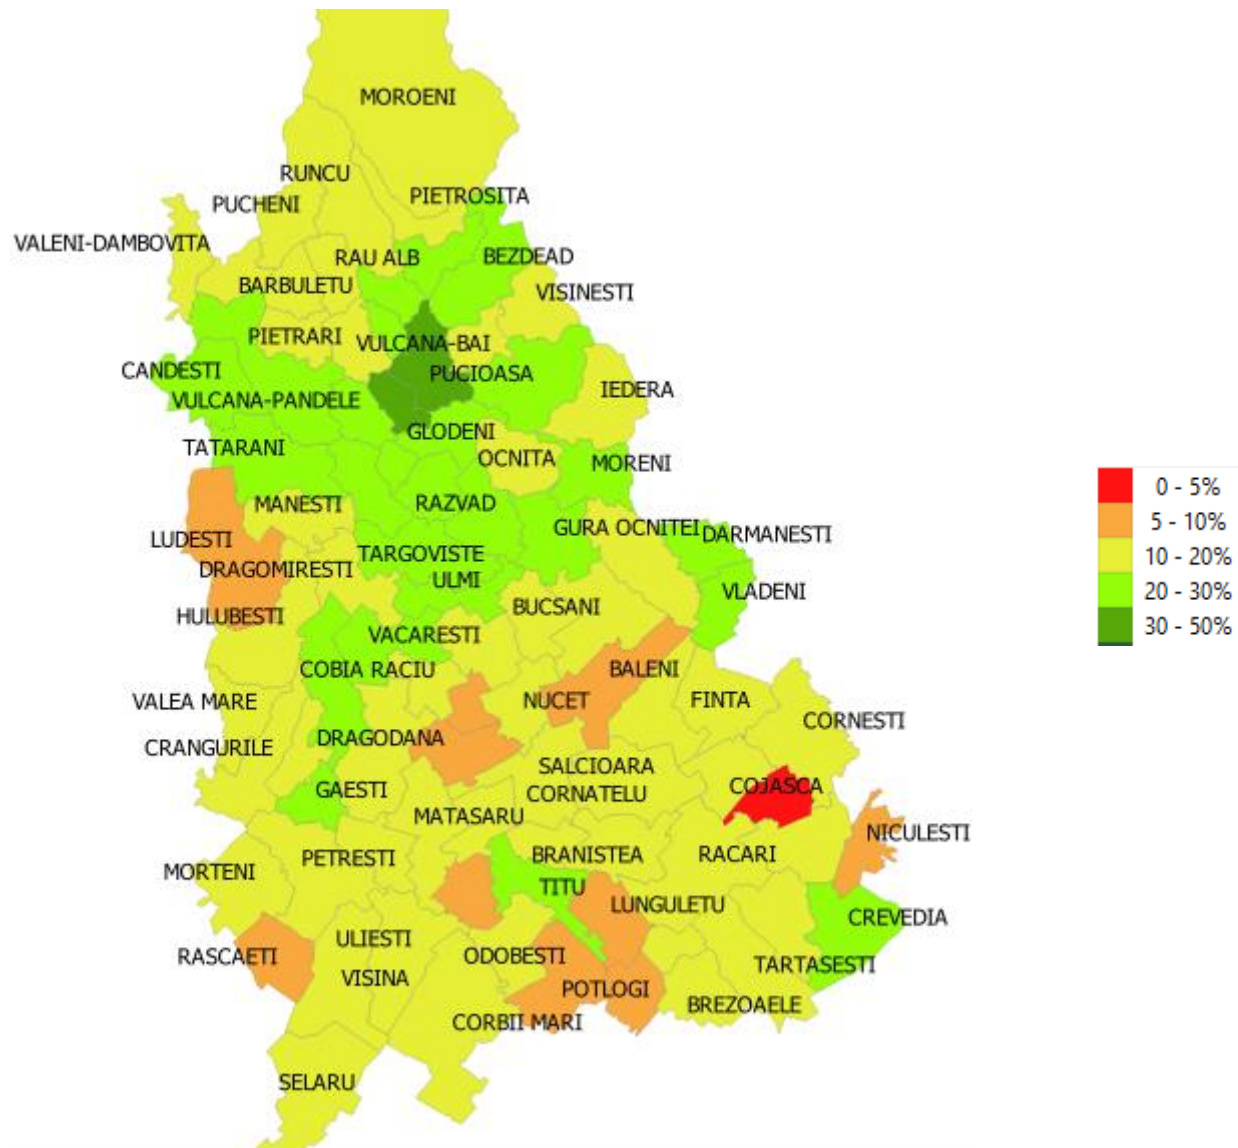 MOROENI
RUNCU
PUCHENI
PIETROSITA
VALENI-DAMBOVITA
RAU ALB
BEZDEAD
BARBULETU
VISINESTI
PIETRARI
VULCANA-BAI
CANDESTI
PUCIOASA
IEDERA
VULCANA-PANDELE
GLODENI
TATARANI
OCNITA
MORENI
MANESTI
RAZVAD
GURA OCNITEI
DARMANESTI
LUDESTI
TARGOVISTE
DRAGOMIRESTI
ULMI
VLADENI
HULUBESTI
BUCSANI
VACARESTI
COBIA
RACIU
BALENI
VALEA MARE
NUCET
FINTA
CORNESTI
CRANGURILE
DRAGODANA
SALCIOARA
GAESTI
CORNATELU
COJASCA
MATASARU
NICULESTI
PETRESTI
BRANISTEA
RACARI
MORTENI
TITU
LUNGULETU
CREVEDIA
ULIESTI
RASCAETI
ODOBESTI
TARTASESTI
VISINA
POTLOGI
BREZOAELE
CORBII MARI
SELARU
0 - 5%
5 - 10%
10 - 20%
20 - 30%
30 - 50%